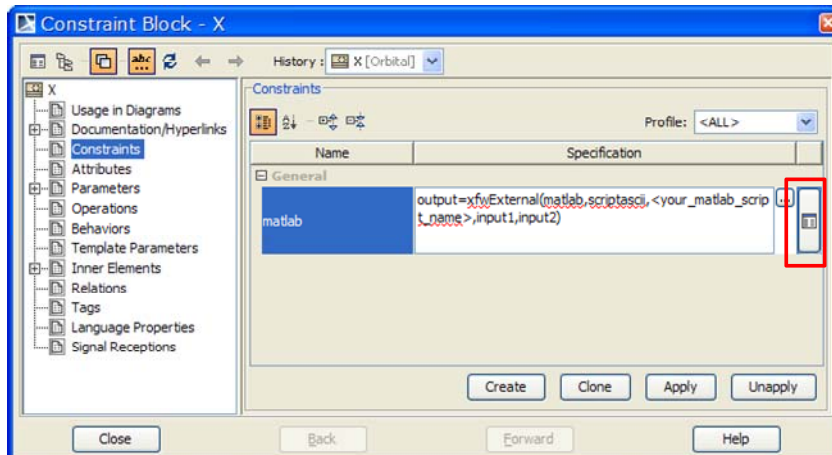 Constraint Block - X
History : X [Orbital]
X
Usage in Diagrams
Documentation/Hyperlinks
Constraints
Attributes
Parameters
Operations
Behaviors
Template Parameters
Inner Elements
Relations
Tags
Language Properties
Signal Receptions
Constraints
Profile: <ALL>
Name Specification
General
matlab
output=xfwExternal(matlab,scriptascii,<your_matlab_scrip
t_name>,input1,input2)
...
Create Clone Apply Unapply
Close Back Forward Help